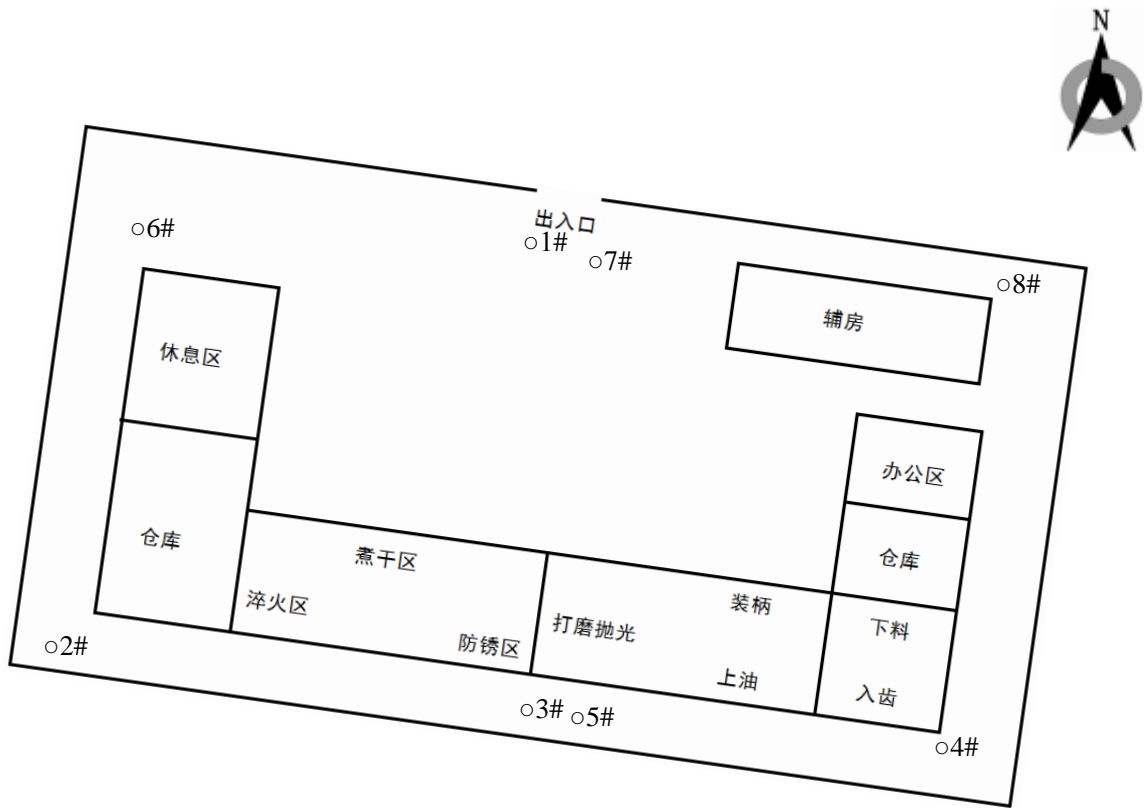 N
出入口
○6#
○1#
○7#
○8#
辅房
休息区
办公区
仓库
仓库
煮干区
淬火区
防锈区
打磨抛光
装柄
上油
下料
入齿
○2#
○3#
○5#
○4#